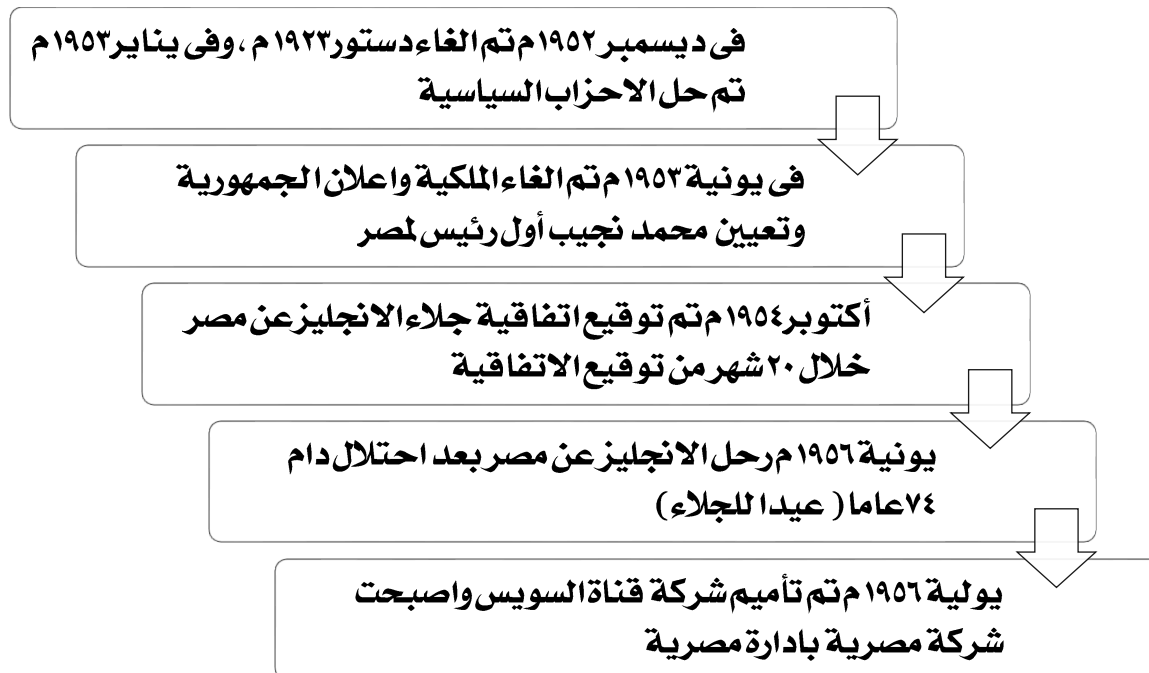 فى ديسمبر ١٩٥٢م تم الغاء دستور ١٩٢٣م ، وفى يناير ١٩٥٣م
تم حل الاحزاب السياسية
فى يونية ١٩٥٣م تم الغاء الملكية واعلان الجمهورية
وتعيين محمد نجيب أول رئيس لمصر
أكتوبر ١٩٥٤م تم توقيع اتفاقية جلاء الانجليز عن مصر
خلال ٢٠ شهر من توقيع الاتفاقية
يونية ١٩٥٦م رحل الانجليز عن مصر بعد احتلال دام
٧٤ عاما ( عيدا للجلاء)
يولية ١٩٥٦م تم تأميم شركة قناة السويس واصبحت
شركة مصرية بادارة مصرية